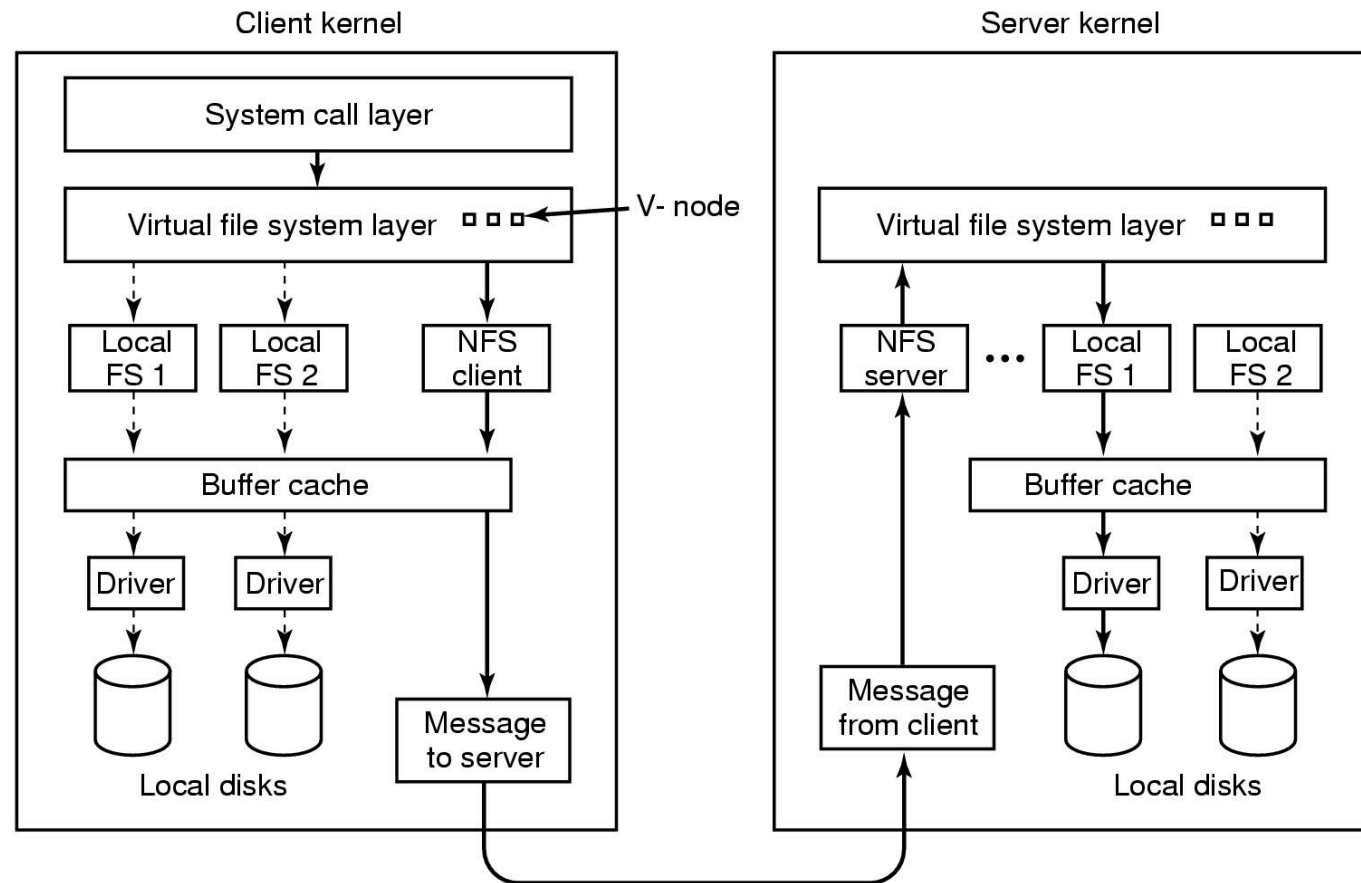 Client kernel
System call layer
Virtual file system layer
V- node
Local
FS 1
Local
FS 2
NFS
client
Buffer cache
Driver
Driver
Local disks
Message
to server
Server kernel
Virtual file system layer
NFS
server
Local
FS 1
Local
FS 2
Buffer cache
Driver
Driver
Message
from client
Local disks